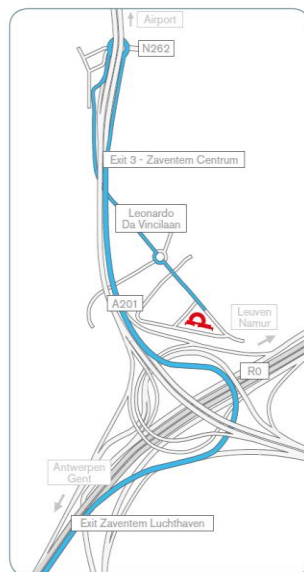 Airport
N262
Exit 3 - Zaventem Centrum
Leonardo
Da Vincilaan
A201
Leuven
Namur
R0
Antwerpen
Gent
Exit Zaventem Luchthaven